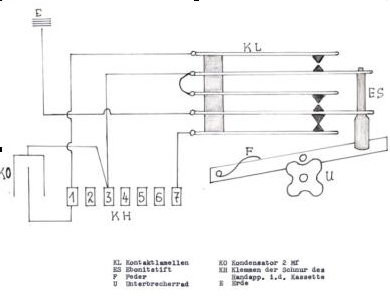 E
KL
ES
KO
F
U
1 2 3 4 5 6 7
KH
KL Kontaktlamellen
ES Ebonitstift
F Feder
U Unterbrecherrad
KO Kondensator 2 Mf
KH Klemmen der Schnur des
Handapp. i.d. Kassette
E Erde